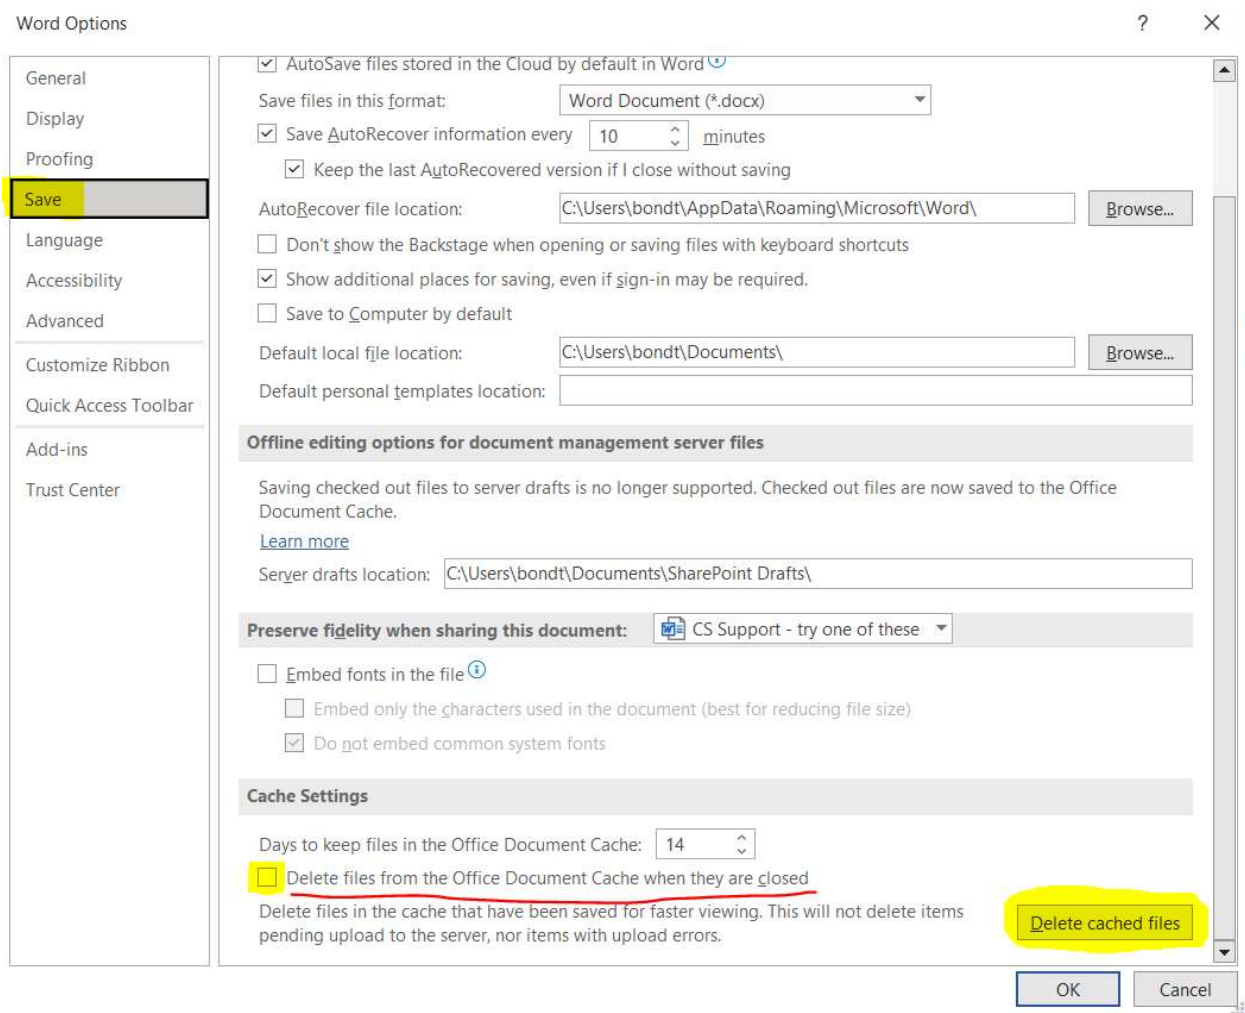 Word Options
?
General
Display
Proofing
Save
Language
Accessibility
Advanced
Customize Ribbon
Quick Access Toolbar
Add-ins
Trust Center
AutoSave files stored in the Cloud by default in Word
Save files in this format: Word Document (*.docx)
Save AutoRecover information every 10 minutes
Keep the last AutoRecovered version if I close without saving
AutoRecover file location: C:\Users\bondt\AppData\Roaming\Microsoft\Word\ Browse...
Don't show the Backstage when opening or saving files with keyboard shortcuts
Show additional places for saving, even if sign-in may be required.
Save to Computer by default
Default local file location: C:\Users\bondt\Documents\ Browse...
Default personal templates location:
Offline editing options for document management server files
Saving checked out files to server drafts is no longer supported. Checked out files are now saved to the Office
Document Cache.
Learn more
Server drafts location: C:\Users\bondt\Documents\SharePoint Drafts\
Preserve fidelity when sharing this document: CS Support - try one of these
Embed fonts in the file
Embed only the characters used in the document (best for reducing file size)
Do not embed common system fonts
Cache Settings
Days to keep files in the Office Document Cache: 14
Delete files from the Office Document Cache when they are closed
Delete files in the cache that have been saved for faster viewing. This will not delete items
pending upload to the server, nor items with upload errors.
Delete cached files
OK Cancel